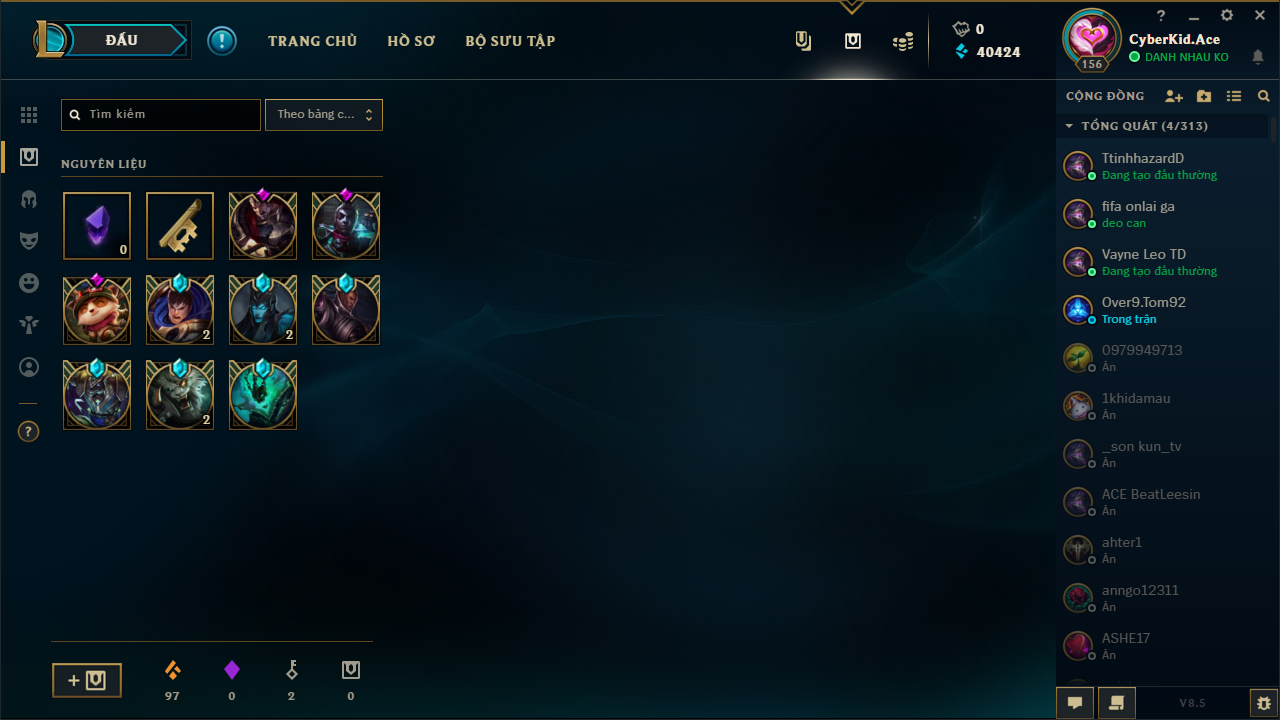 ĐẤU
TRANG CHỦ
HỒ SƠ
BỘ SƯU TẬP
0
40424
156
CyberKid.Ace
DANH NHAU KO
Tìm kiếm
Theo bảng c...
NGUYÊN LIỆU
0
2
2
2
97
0
2
0
CỘNG ĐỒNG
TỔNG QUÁT (4/313)
TtinhhazardD
Đang tạo đấu thường
fifa onlai ga
deo can
Vayne Leo TD
Đang tạo đấu thường
Over9.Tom92
Trong trận
0979949713
Ẩn
1khidamau
Ẩn
_son kun_tv
Ẩn
ACE BeatLeesin
Ẩn
ahter1
Ẩn
anngo12311
Ẩn
ASHE17
Ẩn
V8.5